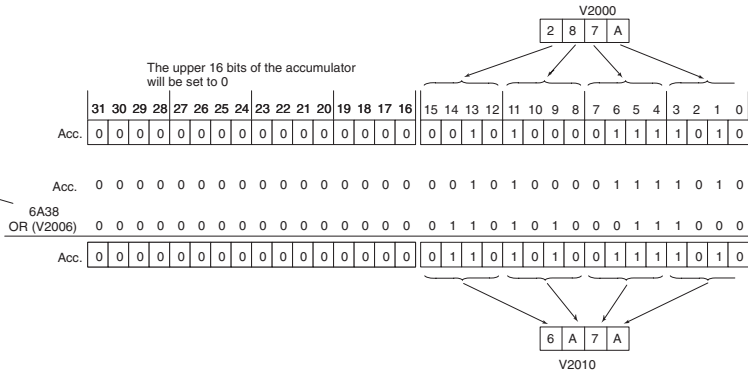 V2000
2 8 7 A
The upper 16 bits of the accumulator
will be set to 0
31 30 29 28 27 26 25 24 23 22 21 20 19 18 17 16 15 14 13 12 11 10 9 8 7 6 5 4 3 2 1 0
Acc. 0 0 0 0 0 0 0 0 0 0 0 0 0 0 0 0 0 0 1 0 1 0 0 0 0 1 1 1 1 0 1 0
Acc. 0 0 0 0 0 0 0 0 0 0 0 0 0 0 0 0 0 0 1 0 1 0 0 0 0 1 1 1 1 0 1 0
6A38
OR (V2006) 0 0 0 0 0 0 0 0 0 0 0 0 0 0 0 0 0 1 1 0 1 0 1 0 0 0 1 1 1 0 0 0
Acc. 0 0 0 0 0 0 0 0 0 0 0 0 0 0 0 0 0 1 1 0 1 0 1 0 0 1 1 1 1 0 1 0
6 A 7 A
V2010